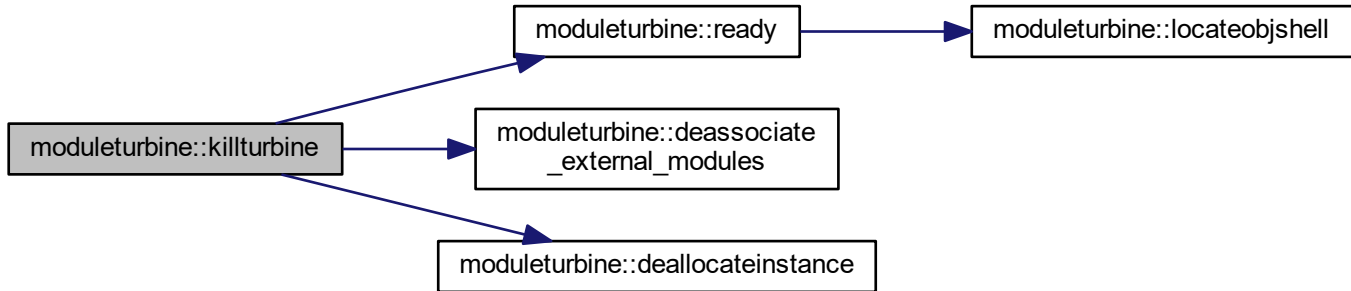 moduleturbine::ready
moduleturbine::locateobjshell
moduleturbine::killturbine
moduleturbine::deassociate
_external_modules
moduleturbine::deallocateinstance